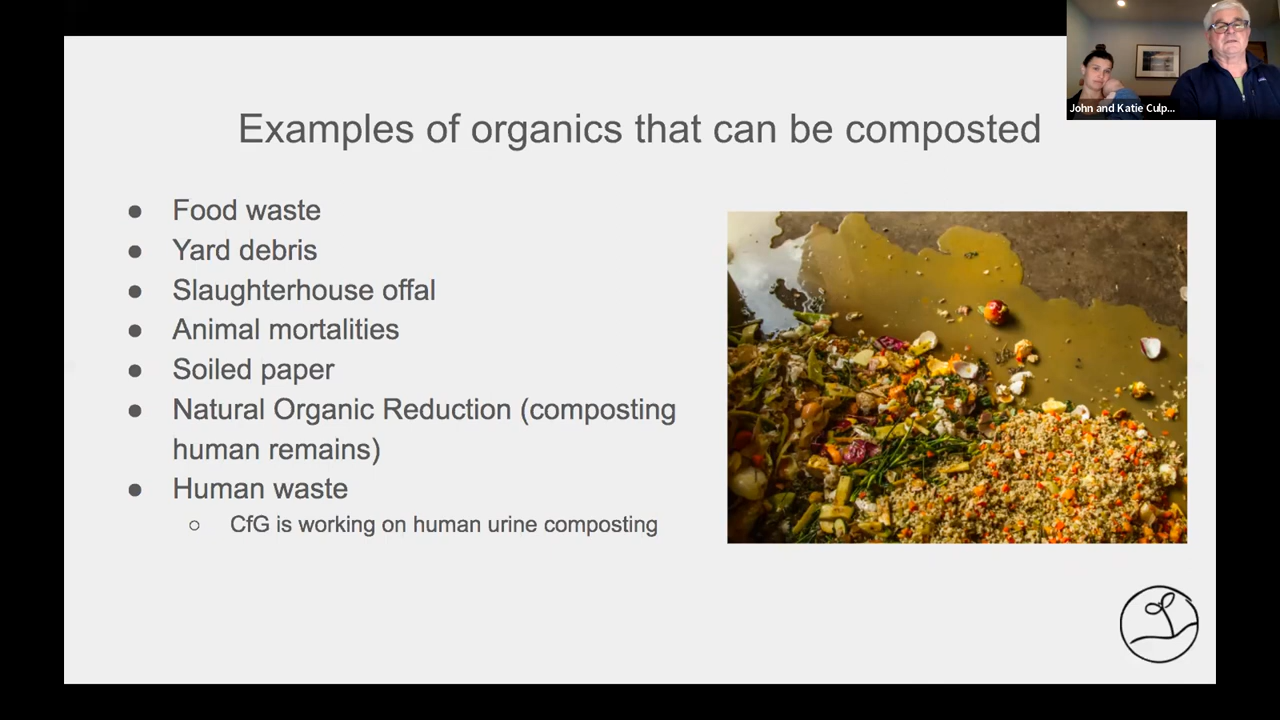 John and Katie Culp...
Examples of organics that can be composted
● Food waste
● Yard debris
● Slaughterhouse offal
● Animal mortalities
● Soiled paper
● Natural Organic Reduction (composting
human remains)
● Human waste
○ CfG is working on human urine composting